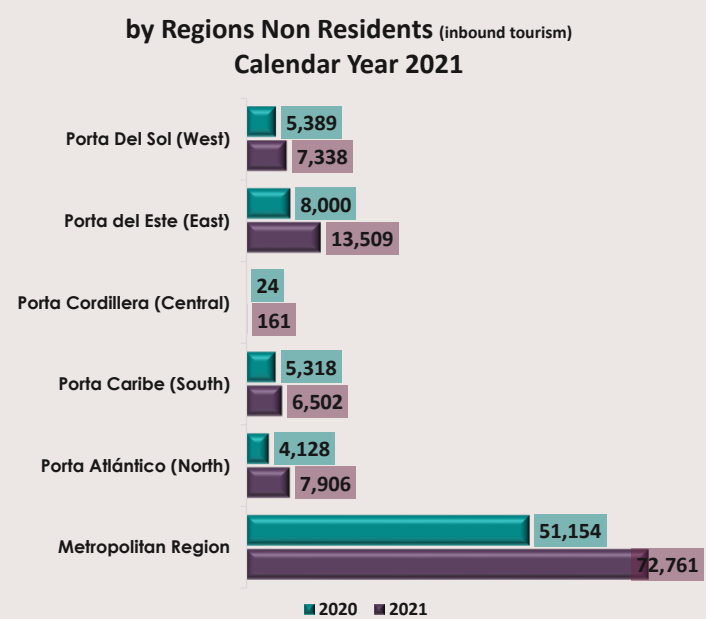 by Regions Non Residents (inbound tourism)
Calendar Year 2021
Porta Del Sol (West)
5,389
7,338
Porta del Este (East)
8,000
13,509
Porta Cordillera (Central)
24
161
Porta Caribe (South)
5,318
6,502
Porta Atlántico (North)
4,128
7,906
Metropolitan Region
51,154
72,761
2020 2021